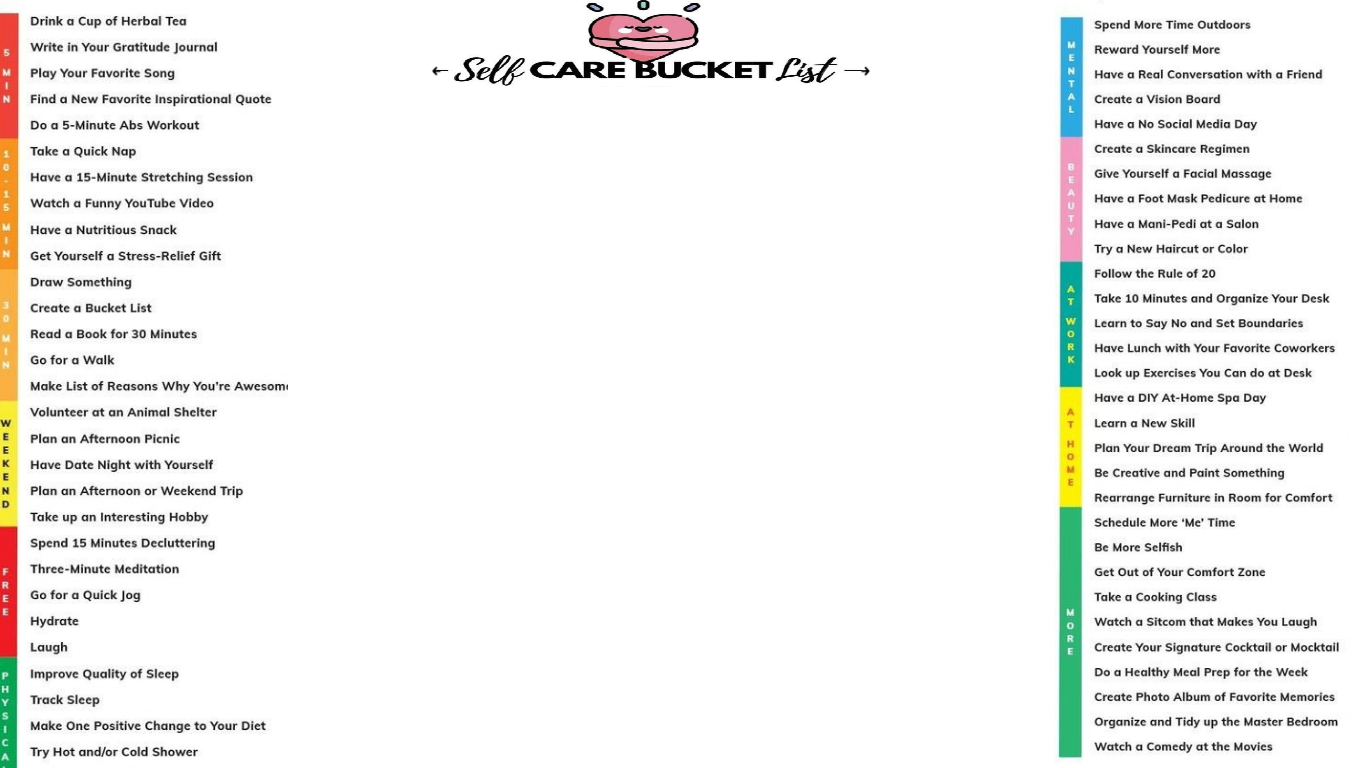 ← Self CARE BUCKET List →
5 MIN
Drink a Cup of Herbal Tea
Write in Your Gratitude Journal
Play Your Favorite Song
Find a New Favorite Inspirational Quote
Do a 5-Minute Abs Workout
10-15 MIN
Take a Quick Nap
Have a 15-Minute Stretching Session
Watch a Funny YouTube Video
Have a Nutritious Snack
Get Yourself a Stress-Relief Gift
30 MIN
Draw Something
Create a Bucket List
Read a Book for 30 Minutes
Go for a Walk
Make List of Reasons Why You're Awesome
WEEKEND
Volunteer at an Animal Shelter
Plan an Afternoon Picnic
Have Date Night with Yourself
Plan an Afternoon or Weekend Trip
Take up an Interesting Hobby
FREE
Spend 15 Minutes Decluttering
Three-Minute Meditation
Go for a Quick Jog
Hydrate
Laugh
PHYSICA
Improve Quality of Sleep
Track Sleep
Make One Positive Change to Your Diet
Try Hot and/or Cold Shower
MENTAL
Spend More Time Outdoors
Reward Yourself More
Have a Real Conversation with a Friend
Create a Vision Board
Have a No Social Media Day
BEAUTY
Create a Skincare Regimen
Give Yourself a Facial Massage
Have a Foot Mask Pedicure at Home
Have a Mani-Pedi at a Salon
Try a New Haircut or Color
AT WORK
Follow the Rule of 20
Take 10 Minutes and Organize Your Desk
Learn to Say No and Set Boundaries
Have Lunch with Your Favorite Coworkers
Look up Exercises You Can do at Desk
AT HOME
Have a DIY At-Home Spa Day
Learn a New Skill
Plan Your Dream Trip Around the World
Be Creative and Paint Something
Rearrange Furniture in Room for Comfort
MORE
Schedule More ‘Me’ Time
Be More Selfish
Get Out of Your Comfort Zone
Take a Cooking Class
Watch a Sitcom that Makes You Laugh
Create Your Signature Cocktail or Mocktail
Do a Healthy Meal Prep for the Week
Create Photo Album of Favorite Memories
Organize and Tidy up the Master Bedroom
Watch a Comedy at the Movies